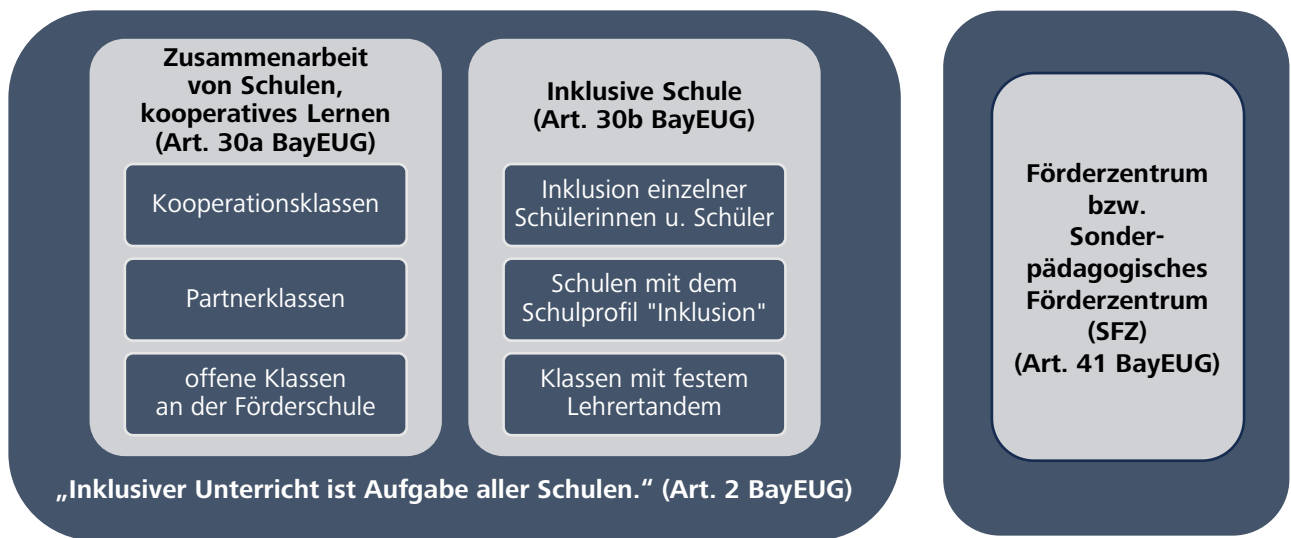 Zusammenarbeit
von Schulen,
kooperatives Lernen
(Art. 30a BayEUG)
Kooperationsklassen
Partnerklassen
offene Klassen
an der Förderschule
Inklusive Schule
(Art. 30b BayEUG)
Inklusion einzelner
Schülerinnen u. Schüler
Schulen mit dem
Schulprofil "Inklusion"
Klassen mit festem
Lehrertandem
„Inklusiver Unterricht ist Aufgabe aller Schulen.“ (Art. 2 BayEUG)
Förderzentrum
bzw.
Sonder-
pädagogisches
Förderzentrum
(SFZ)
(Art. 41 BayEUG)